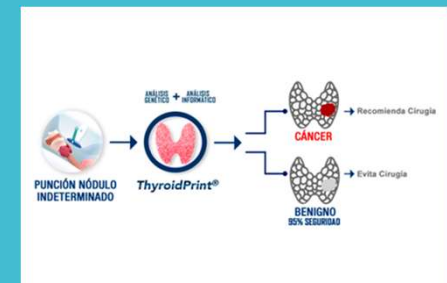 ANÁLISIS
GENÉTICO
+
ANÁLISIS
INFORMÁTICO
PUNCIÓN NÓDULO
INDETERMINADO
ThyroidPrint®
CÁNCER
Recomienda Cirugía
BENIGNO
95% SEGURIDAD
Evita Cirugía